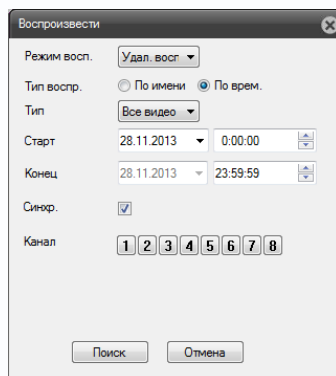 Воспроизвести
Режим восп. Удал. восг
Тип воспр. По имени По врем.
Тип Все видео
Старт 28.11.2013 0:00:00
Конец 28.11.2013 23:59:59
Синхр.
Канал 1 2 3 4 5 6 7 8
Поиск Отмена